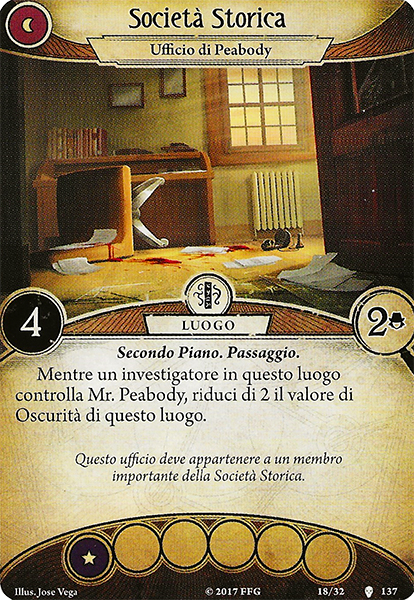 Società Storica
Ufficio di Peabody
4
LUOGO
2
Secondo Piano. Passaggio.
Mentre un investigatore in questo luogo
controlla Mr. Peabody, riduci di 2 il valore di
Oscurità di questo luogo.
Questo ufficio deve appartenere a un membro
importante della Società Storica.
Illus. Jose Vega
© 2017 FFG
18/32
137